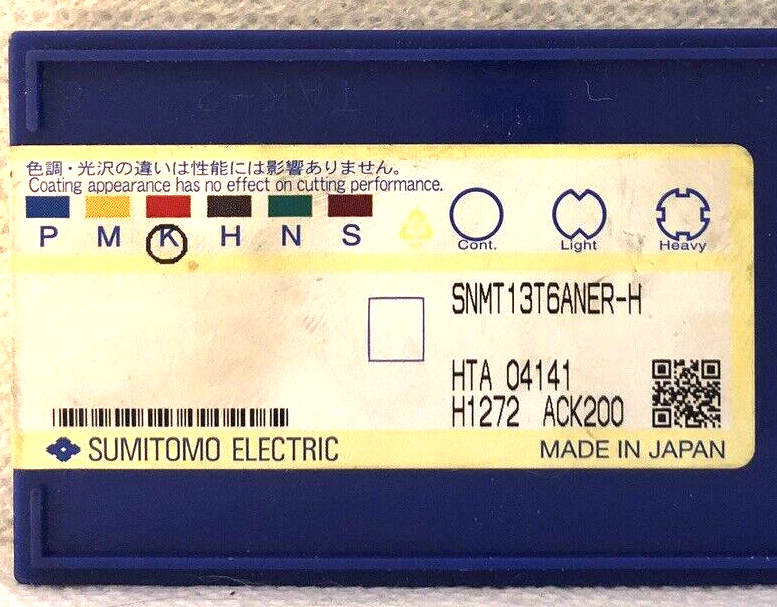 色調・光沢の違いは性能には影響ありません。
Coating appearance has no effect on cutting performance.
P M K H N S
Cont. Light Heavy
SNMT13T6ANER-H
HTA 04141
H1272 ACK200
SUMITOMO ELECTRIC
MADE IN JAPAN